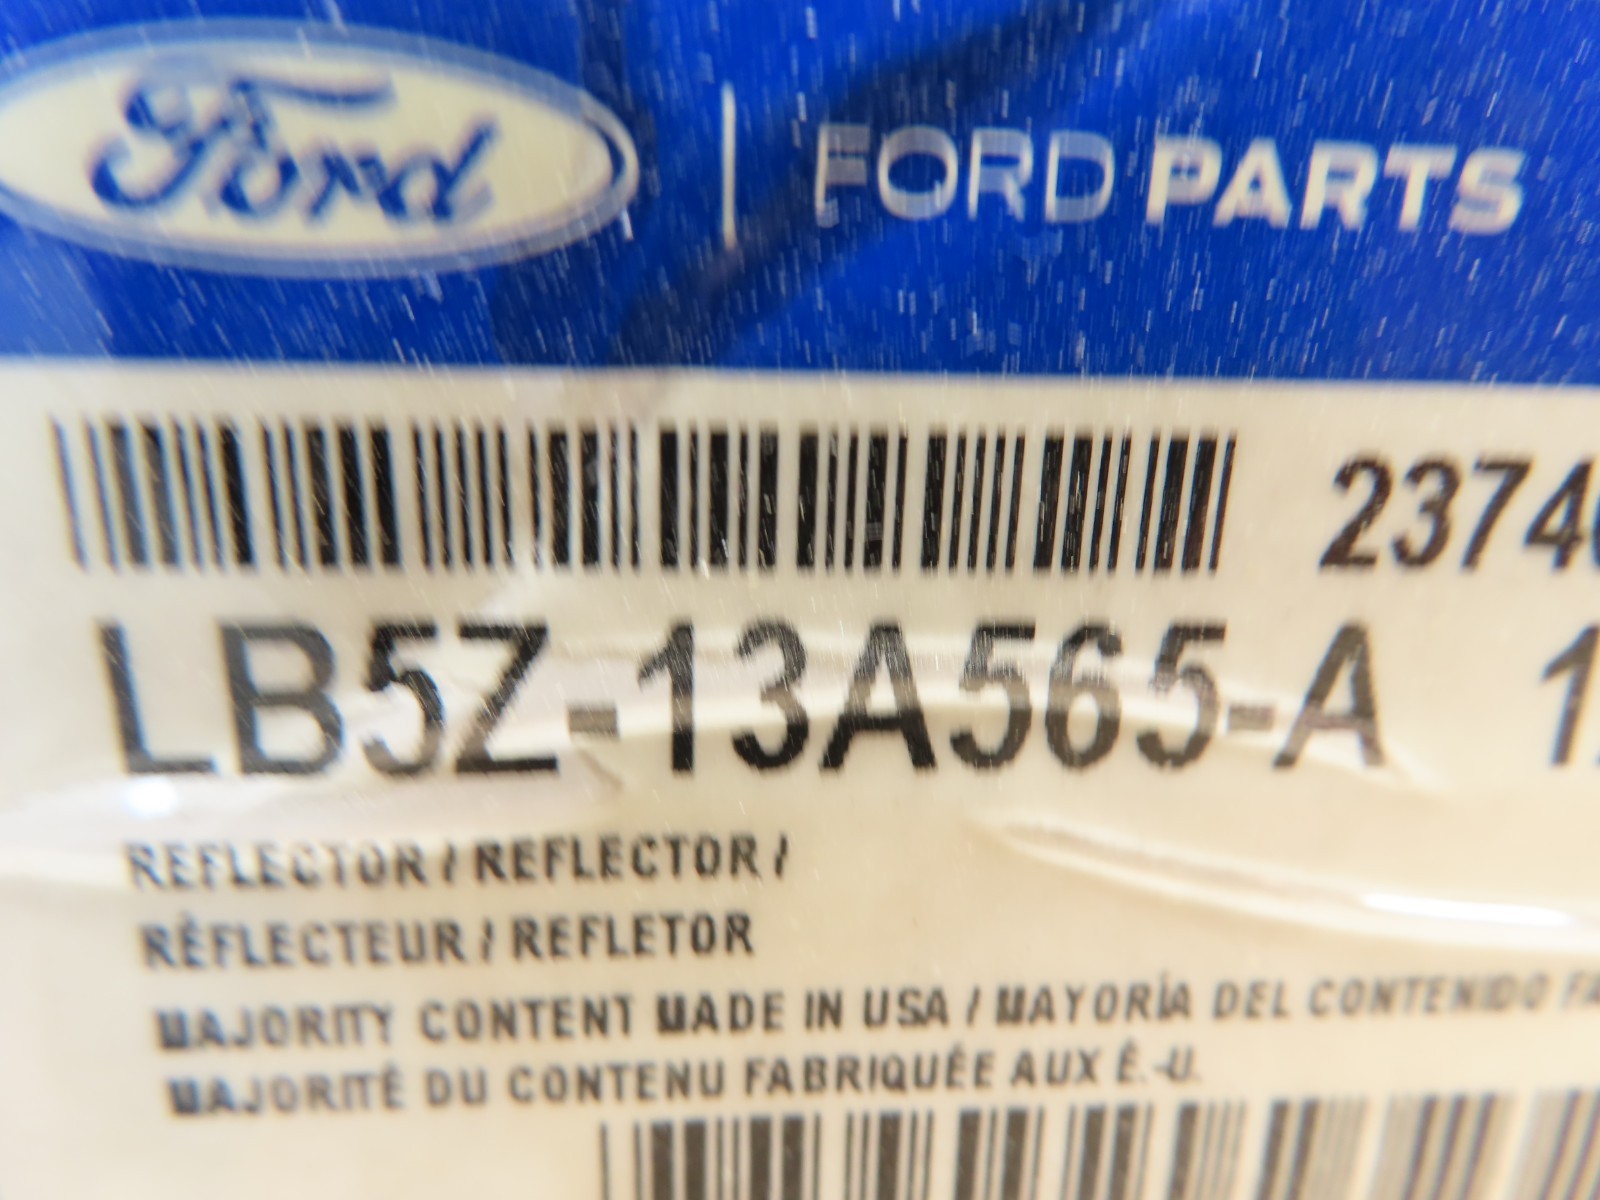 Ford | FORD PARTS
LB5Z-13A565-A
REFLECTOR / REFLECTOR /
RÉFLECTEUR / REFLETOR
MAJORITY CONTENT MADE IN USA / MAYORÍA DEL CONTENIDO
MAJORITÉ DU CONTENU FABRIQUÉE AUX É.-U.